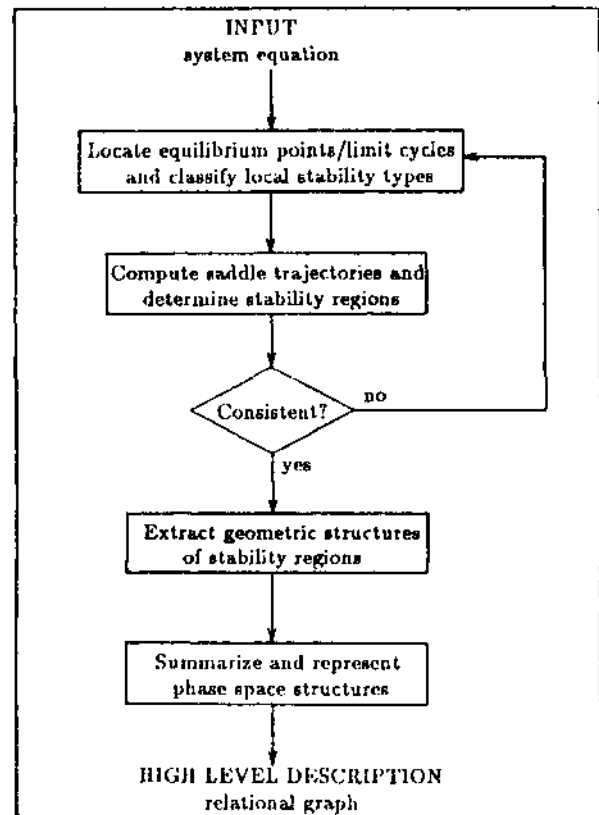 INPUT
system equation
Locate equilibrium points/limit cycles
and classify local stability types
Compute saddle trajectories and
determine stability regions
Consistent?
no
yes
Extract geometric structures
of stability regions
Summarize and represent
phase space structures
HIGH LEVEL DESCRIPTION
relational graph